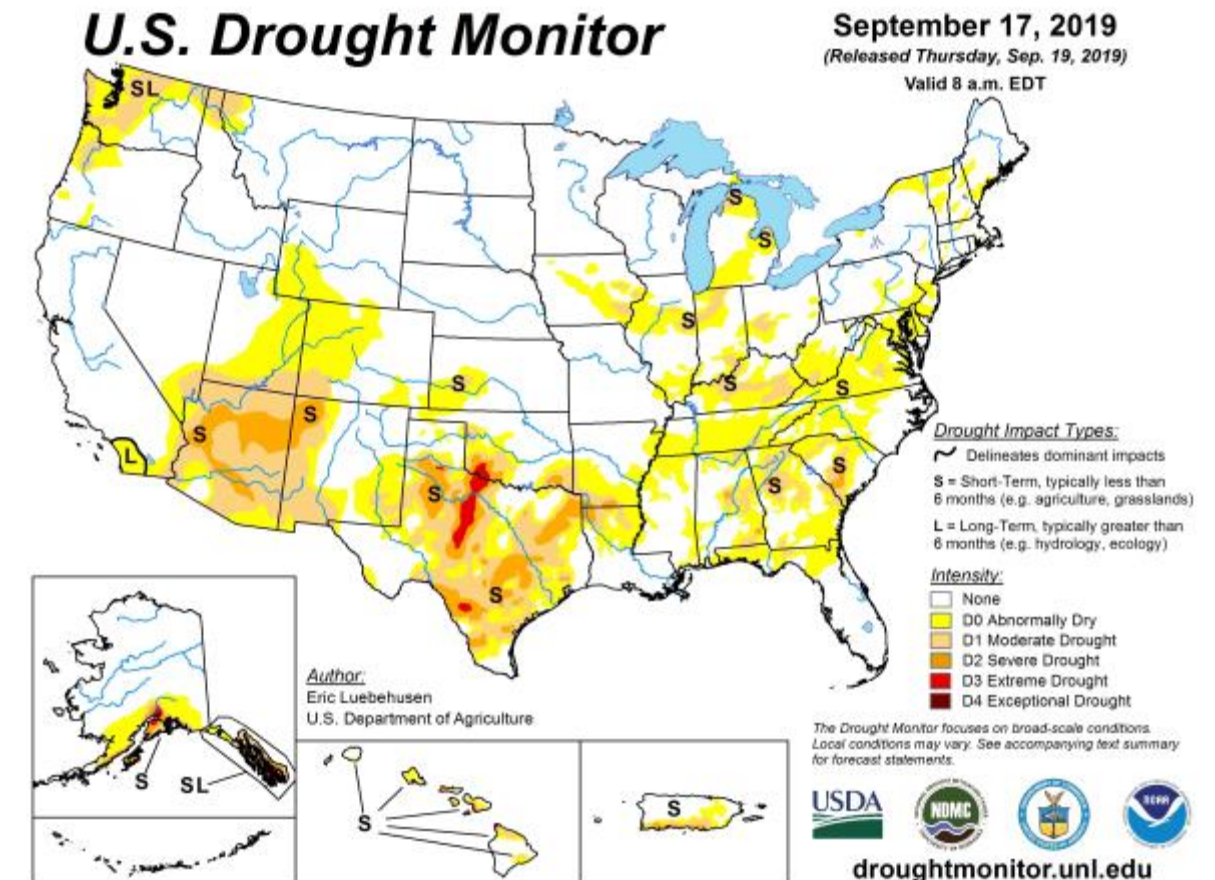 U.S. Drought Monitor
September 17, 2019
(Released Thursday, Sep. 19, 2019)
Valid 8 a.m. EDT
SL
S
S
S
S
S
S
S
S
L
S
S
S
S
Drought Impact Types:
Delineates dominant impacts
S = Short-Term, typically less than
6 months (e.g. agriculture, grasslands)
L = Long-Term, typically greater than
6 months (e.g. hydrology, ecology)
Intensity:
None
D0 Abnormally Dry
D1 Moderate Drought
D2 Severe Drought
D3 Extreme Drought
D4 Exceptional Drought
Author:
Eric Luebehusen
U.S. Department of Agriculture
S
SL
S
S
The Drought Monitor focuses on broad-scale conditions.
Local conditions may vary. See accompanying text summary
for forecast statements.
USDA
NDMC
NOAA
droughtmonitor.unl.edu